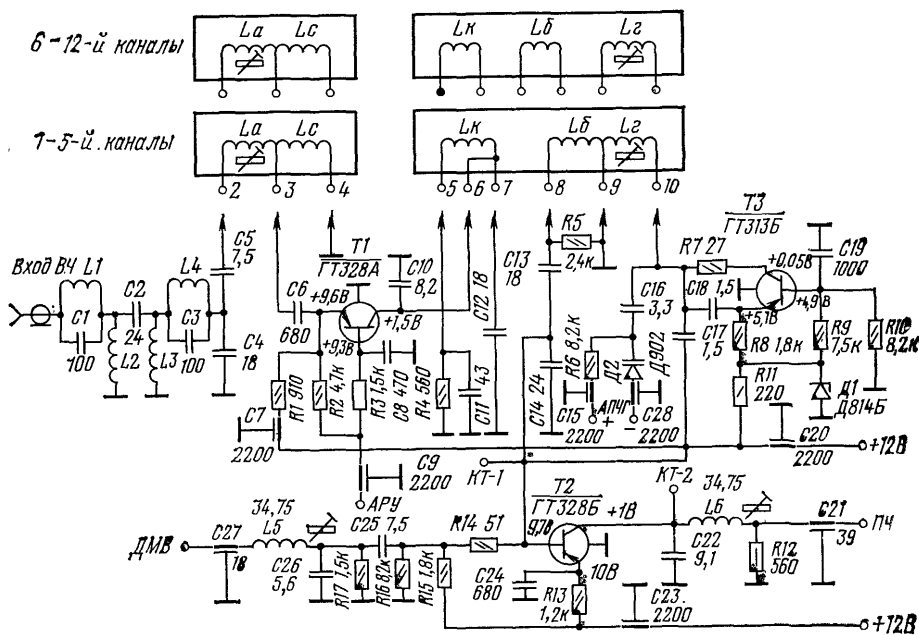 6-12-й каналы
La Lc
Lк Lб Lг
1-5-й каналы
La Lc
Lк Lб Lг
2 3 4
5 6 7 8 9 10
Вход ВЧ L1
C1
100
C2
24
L2
L3
L4
C3
100
C5
7,5
C4
18
C6
680
T1
ГТ328А
+9,6В
+1,5В
+9,3В
C10
8,2
C12 18
R1 910
R2 4,7к
R3 1,5к
C8 470
R4 560
C11 43
C7
2200
C9
2200
АРУ
C13
18
R5
2,4к
C14 24
C16
3,3
R6 8,2к
Д2
Д902
C15
2200
АПЧГ
+ -
C28
2200
R7 27
C18
1,5
C17
1,5
T3
ГТ313Б
+0,05В
+4,9В
+5,1В
C19
1000
R8 1,8к
R9
7,5к
R10
8,2к
R11
220
Д1
Д814Б
C20
2200
+12В
КТ-1
КТ-2
ДМВ
C27
18
34,75
L5
C26
5,6
C25 7,5
R17 1,5к
R16 82к
R15 1,8к
R14 51
T2
ГТ328Б
+1В
9,7В
10В
C24
680
R13
1,2к
C23
2200
C22
9,1
34,75
L6
R12
560
C21
39
ПЧ
+12В